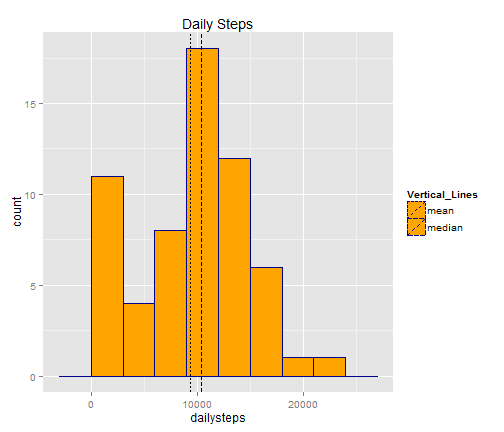 Daily Steps
15
10
5
0
count
0 10000 20000
dailysteps
Vertical_Lines
mean
median